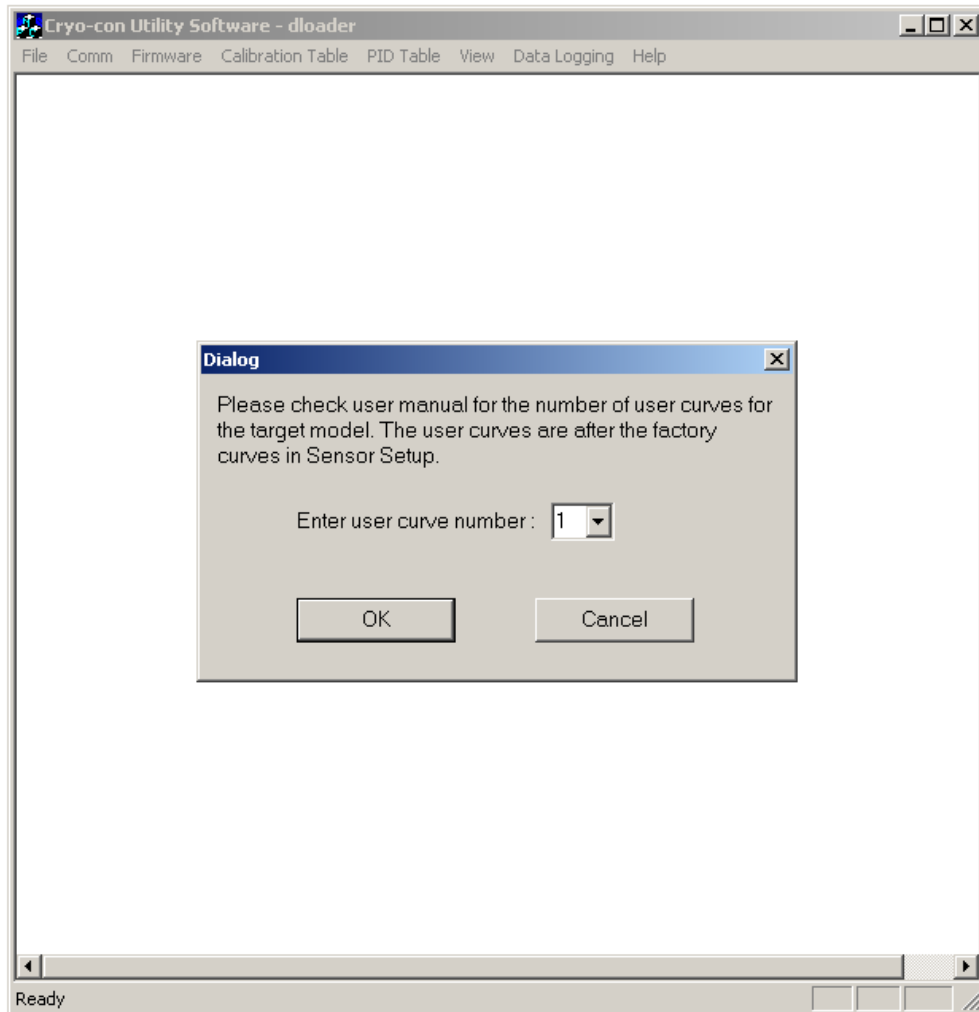 Cryo-con Utility Software - dloader
File Comm Firmware Calibration Table PID Table View Data Logging Help
Dialog
Please check user manual for the number of user curves for
the target model. The user curves are after the factory
curves in Sensor Setup.
Enter user curve number : 1
OK Cancel
Ready